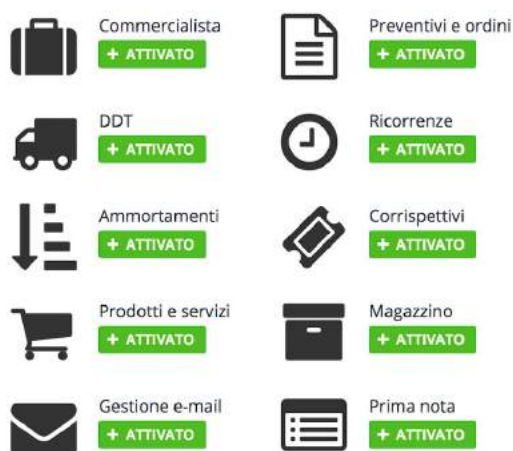 Commercialista
+ ATTIVATO
Preventivi e ordini
+ ATTIVATO
DDT
+ ATTIVATO
Ricorrenze
+ ATTIVATO
Ammortamenti
+ ATTIVATO
Corrispettivi
+ ATTIVATO
Prodotti e servizi
+ ATTIVATO
Magazzino
+ ATTIVATO
Gestione e-mail
+ ATTIVATO
Prima nota
+ ATTIVATO